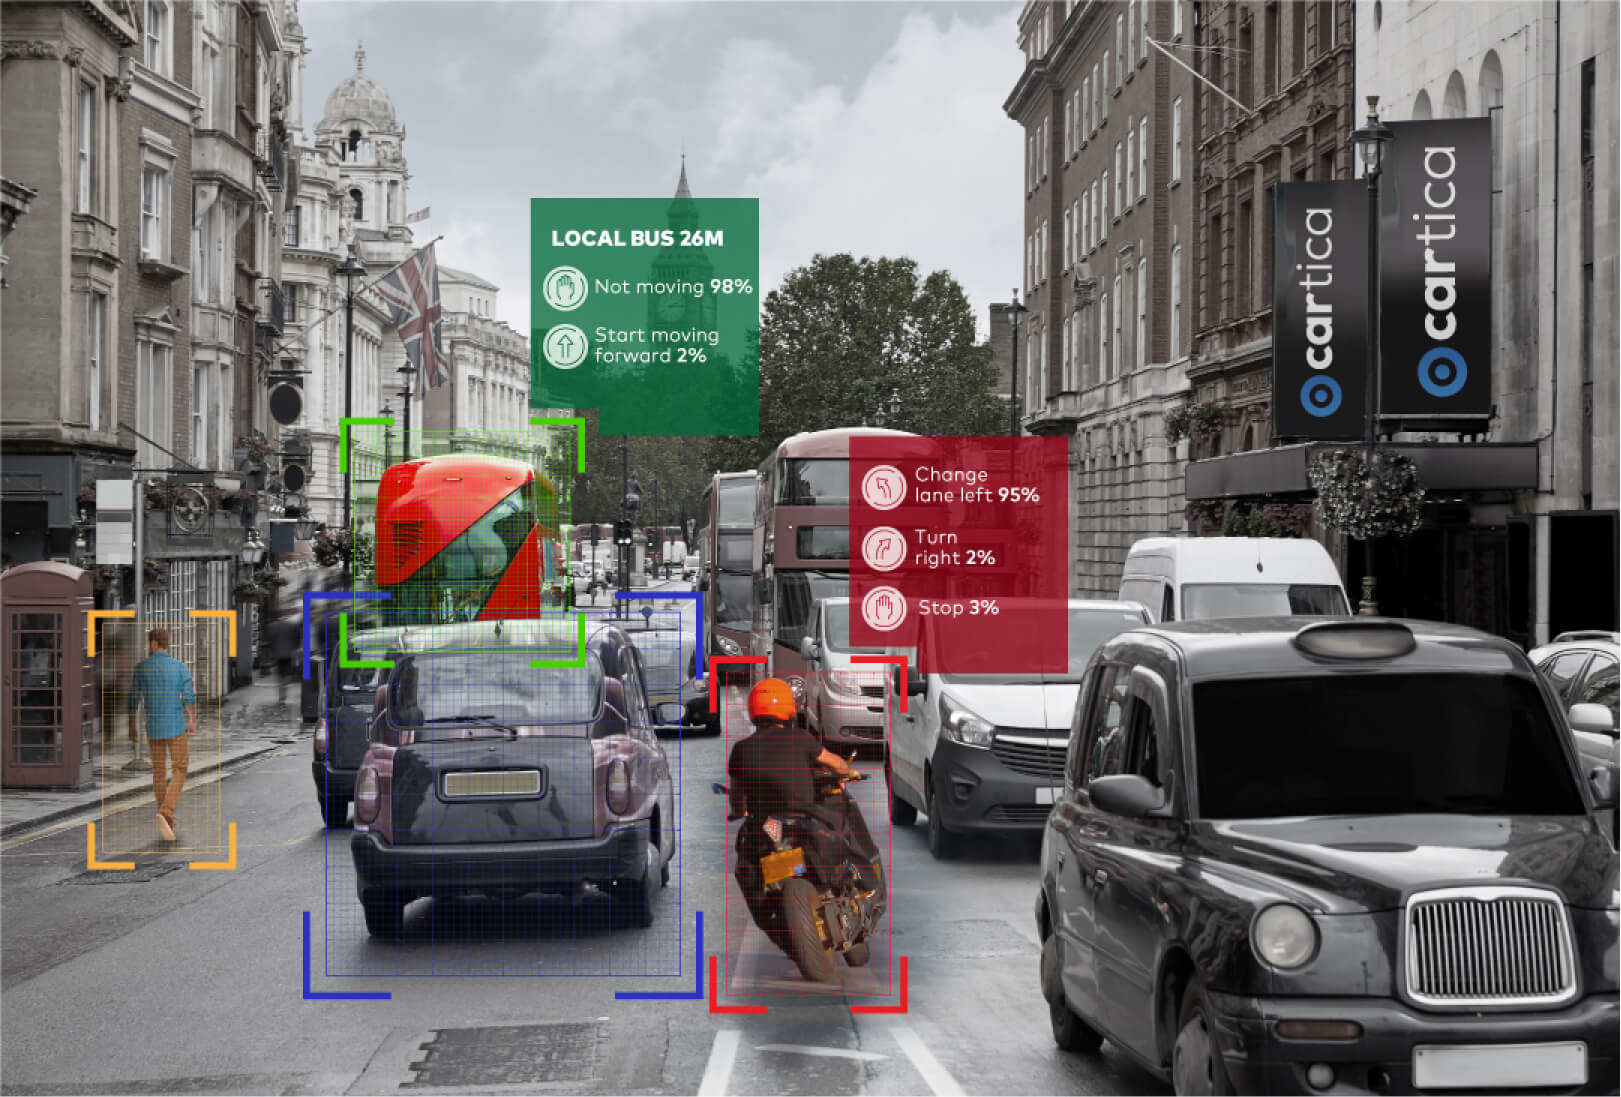 LOCAL BUS 26M
Not moving 98%
Start moving
forward 2%
cartica
cartica
Change
lane left 95%
Turn
right 2%
Stop 3%